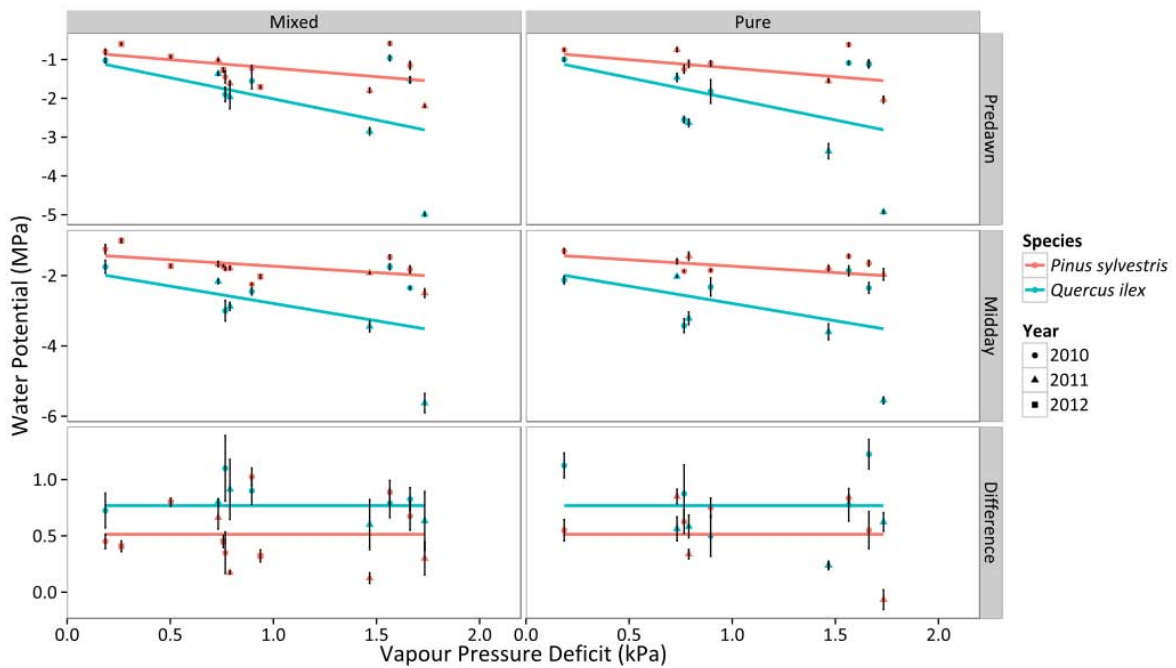 Mixed
Pure
Predawn
-1
-2
-3
-4
-5
Midday
-2
-4
-6
Difference
1.0
0.5
0.0
Water Potential (MPa)
0.0
0.5
1.0
1.5
2.0
0.0
0.5
1.0
1.5
2.0
Vapour Pressure Deficit (kPa)
Species
Pinus sylvestris
Quercus ilex
Year
2010
2011
2012